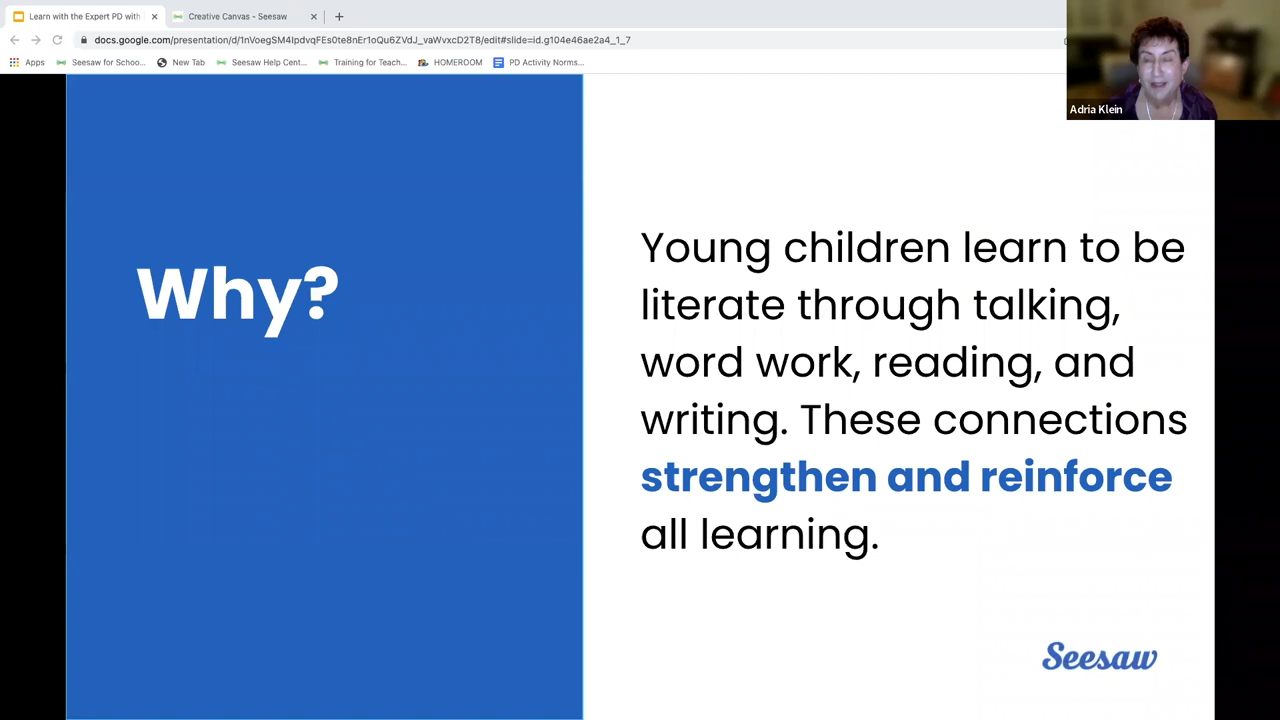 Learn with the Expert PD with
Creative Canvas - Seesaw
docs.google.com/presentation/d/1nVoegSM4IpdvqFEs0te8nEr1oQu6ZVdJ_vaWvxcD2T8/edit#slide=id.g104e46ae2a4_1_7
Apps
Seesaw for Schoo...
New Tab
Seesaw Help Cent...
Training for Teach...
HOMEROOM
PD Activity Norms...
Adria Klein
Why?
Young children learn to be
literate through talking,
word work, reading, and
writing. These connections
strengthen and reinforce
all learning.
Seesaw